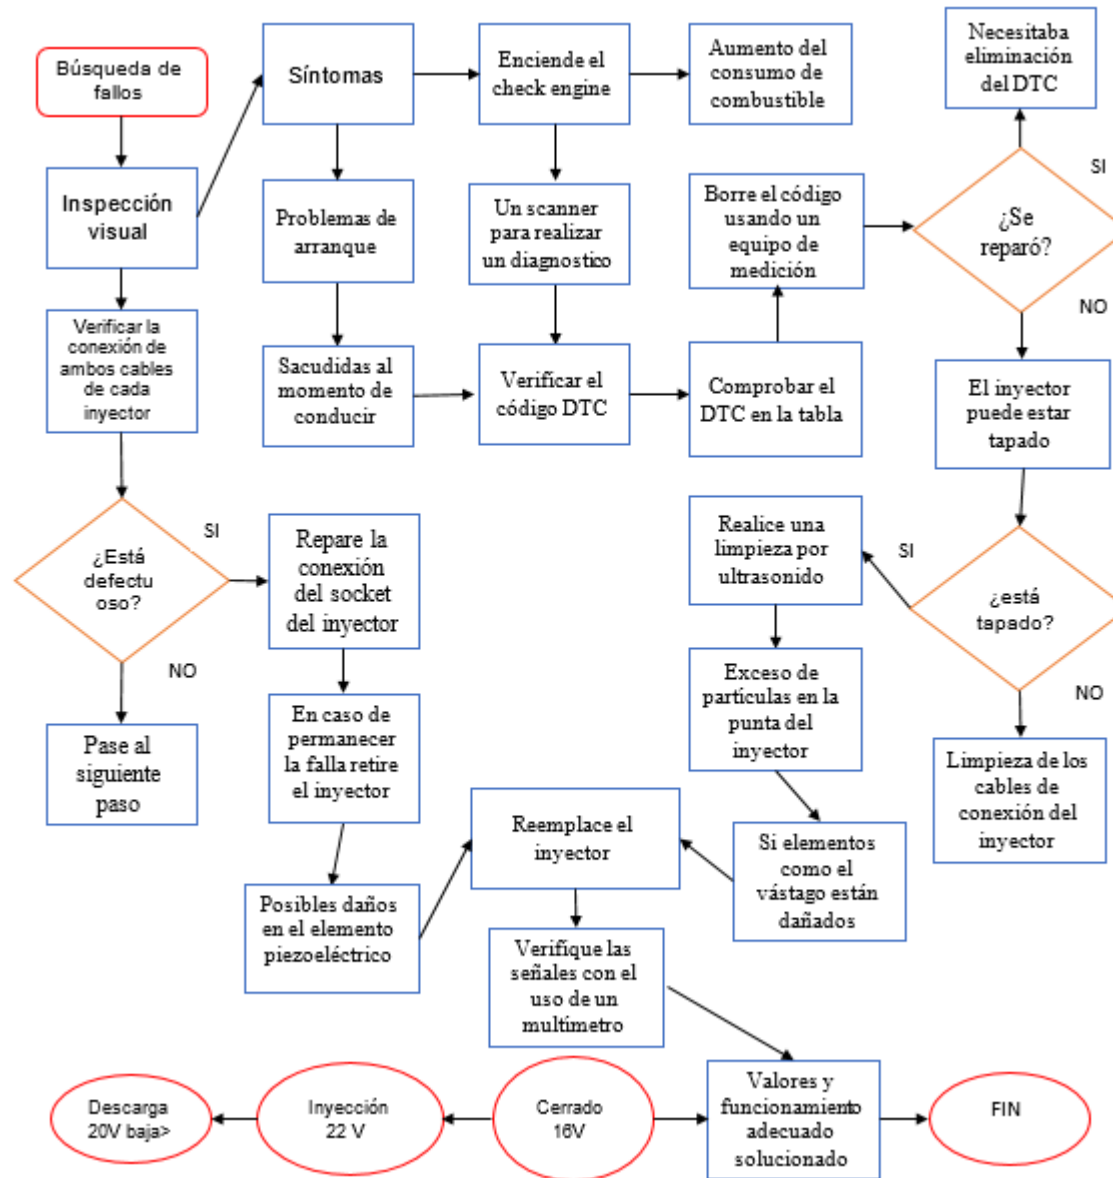 Búsqueda de
fallos
Síntomas
Enciende el
check engine
Aumento del
consumo de
combustible
Necesitaba
eliminación
del DTC
Inspección
visual
Problemas de
arranque
Un scanner
para realizar
un diagnostico
Borre el código
usando un
equipo de
medición
¿Se
reparó?
SI
NO
Verificar la
conexión de
ambos cables
de cada
inyector
Sacudidas al
momento de
conducir
Verificar el
código DTC
Comprobar el
DTC en la tabla
El inyector
puede estar
tapado
¿Está
defectu
oso?
SI
NO
Repare la
conexión
del socket
del inyector
Realice una
limpieza por
ultrasonido
SI
¿está
tapado?
NO
Pase al
siguiente
paso
En caso de
permanecer
la falla retire
el inyector
Exceso de
partículas en la
punta del
inyector
Limpieza de los
cables de
conexión del
inyector
Reemplace el
inyector
Si elementos
como el
vástago están
dañados
Posibles daños
en el elemento
piezoeléctrico
Verifique las
señales con el
uso de un
multímetro
Descarga
20V baja>
Inyección
22 V
Cerrado
16V
Valores y
funcionamiento
adecuado
solucionado
FIN